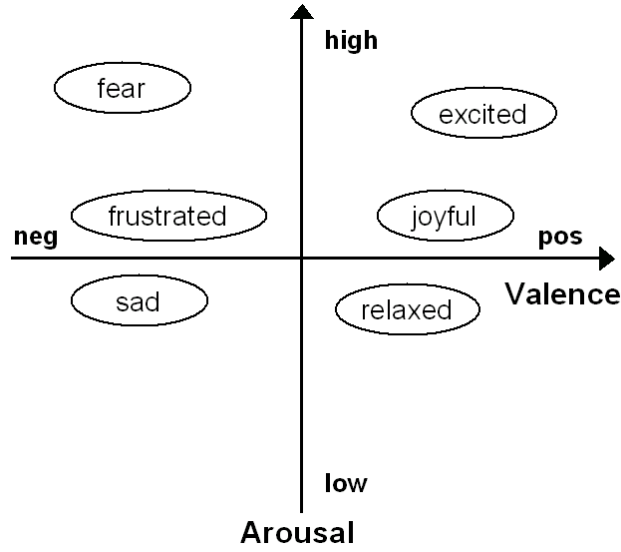 high
fear
excited
frustrated
joyful
neg
pos
sad
Valence
relaxed
low
Arousal